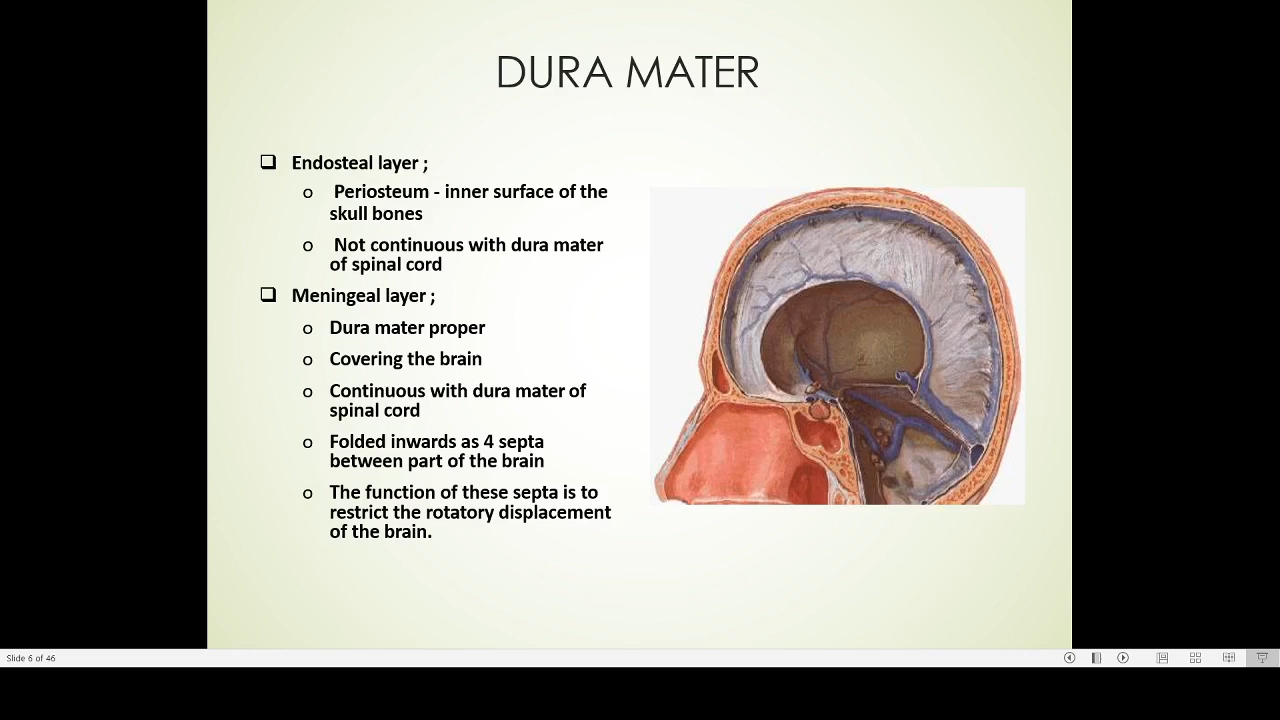 DURA MATER
❑ Endosteal layer ;
o Periosteum - inner surface of the
skull bones
o Not continuous with dura mater
of spinal cord
❑ Meningeal layer ;
o Dura mater proper
o Covering the brain
o Continuous with dura mater of
spinal cord
o Folded inwards as 4 septa
between part of the brain
o The function of these septa is to
restrict the rotatory displacement
of the brain.
Slide 6 of 46